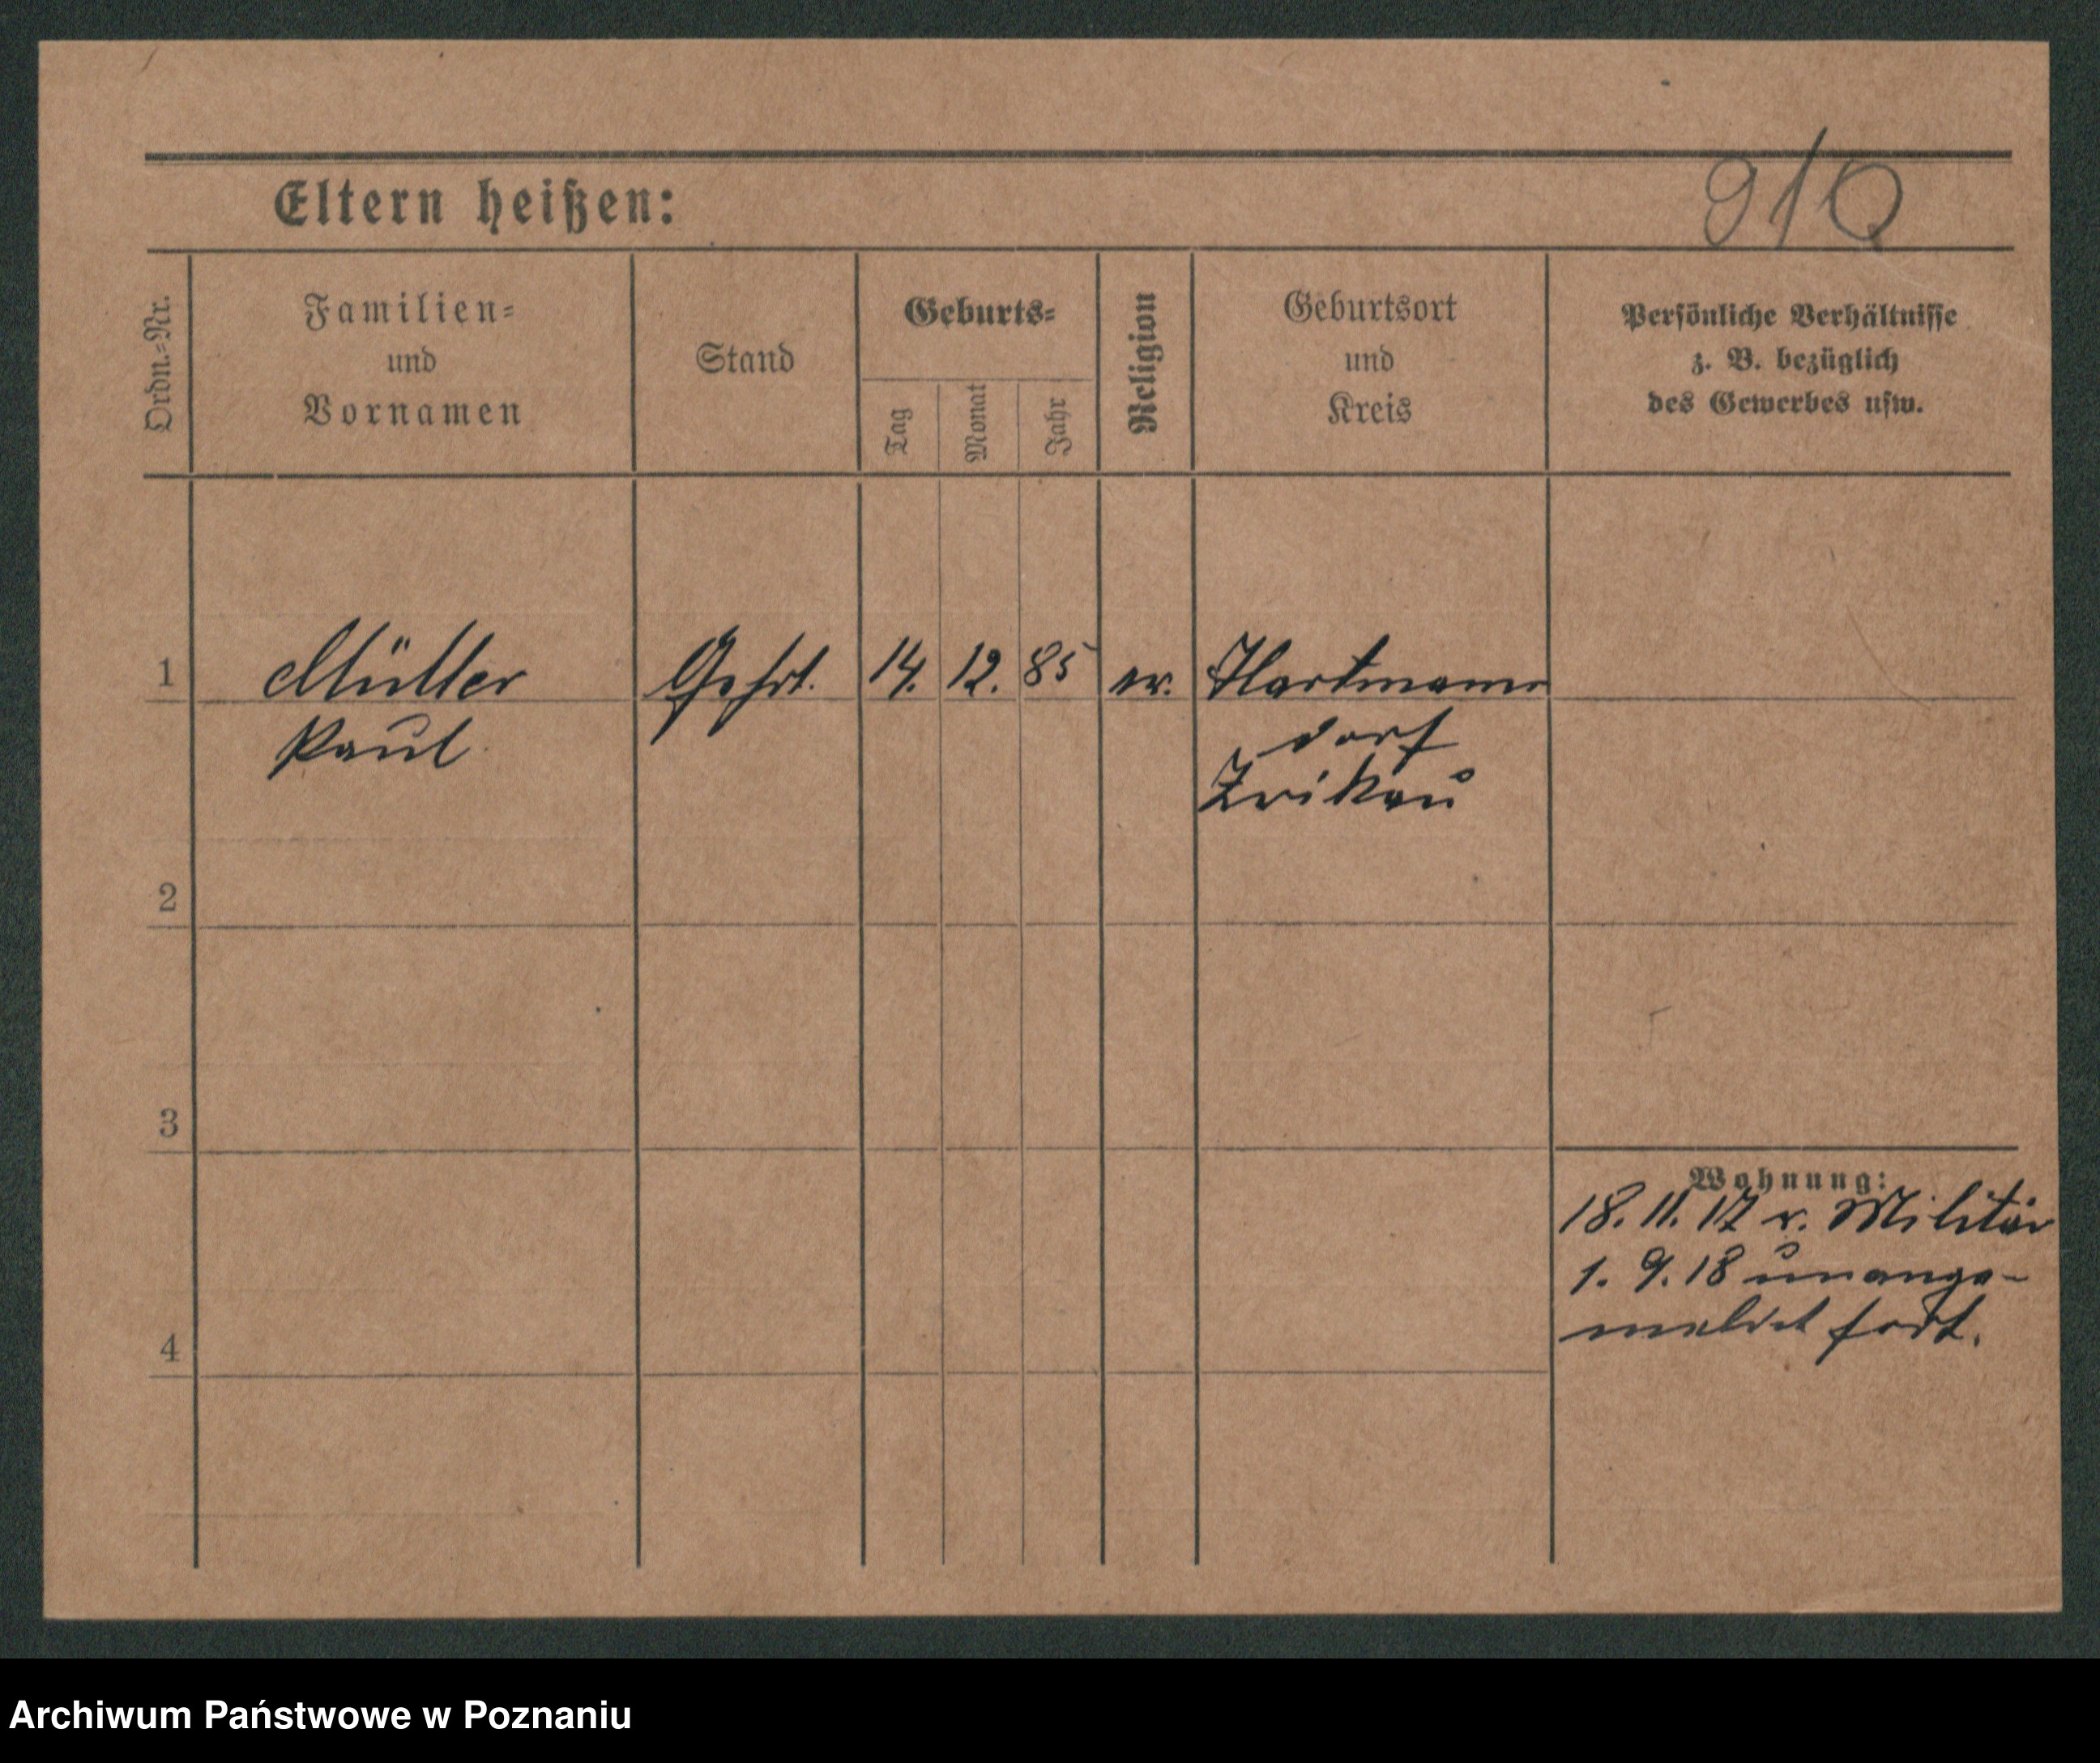 910
Eltern heißen:
Ordn.=Nr.
Familien=
und
Vornamen
Stand
Geburts=
Tag
Monat
Jahr
Religion
Geburtsort
und
Kreis
Persönliche Verhältnisse
z. B. bezüglich
des Gewerbes usw.
1 Müller Gefrt. 14. 12. 85 ev. Hartmanns
Paul dorf
Zwikau
2
3
Wohnung:
18. 11. 17 v. Militär
1. 9. 18 unange-
4 meldet fort.
Archiwum Państwowe w Poznaniu